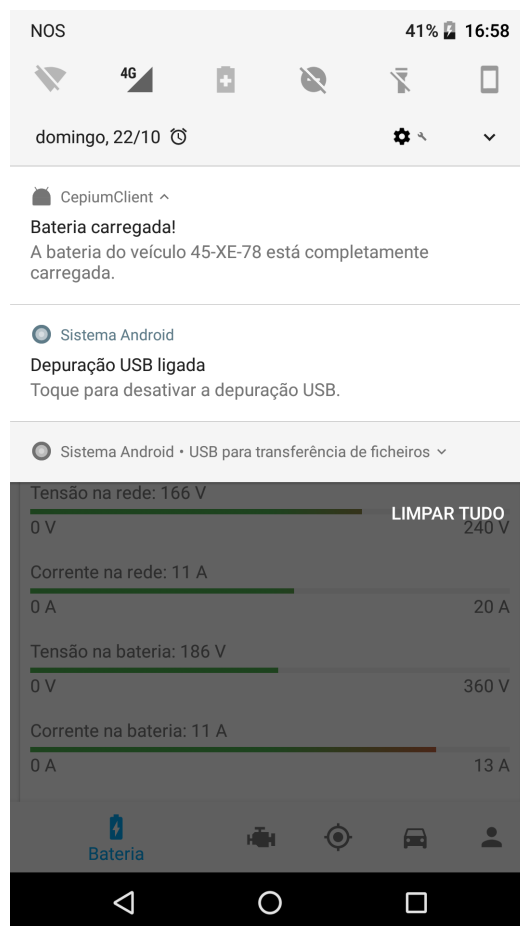 NOS 41% 16:58
4G
domingo, 22/10
CepiumClient
Bateria carregada!
A bateria do veículo 45-XE-78 está completamente
carregada.
Sistema Android
Depuração USB ligada
Toque para desativar a depuração USB.
Sistema Android • USB para transferência de ficheiros
Tensão na rede: 166 V
LIMPAR TUDO
0 V 240 V
Corrente na rede: 11 A
0 A 20 A
Tensão na bateria: 186 V
0 V 360 V
Corrente na bateria: 11 A
0 A 13 A
Bateria